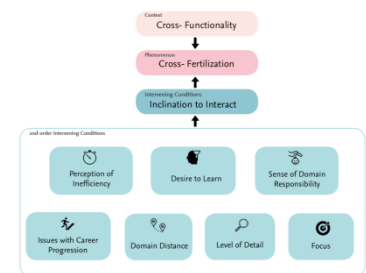 Context
Cross-Functionality
Phenomenon
Cross- Fertilization
Intervening Conditions
Inclination to Interact
2nd-order Intervening Conditions
Perception of
Inefficiency
Desire to Learn
Sense of Domain
Responsibility
Issues with Career
Progression
Domain Distance
Level of Detail
Focus